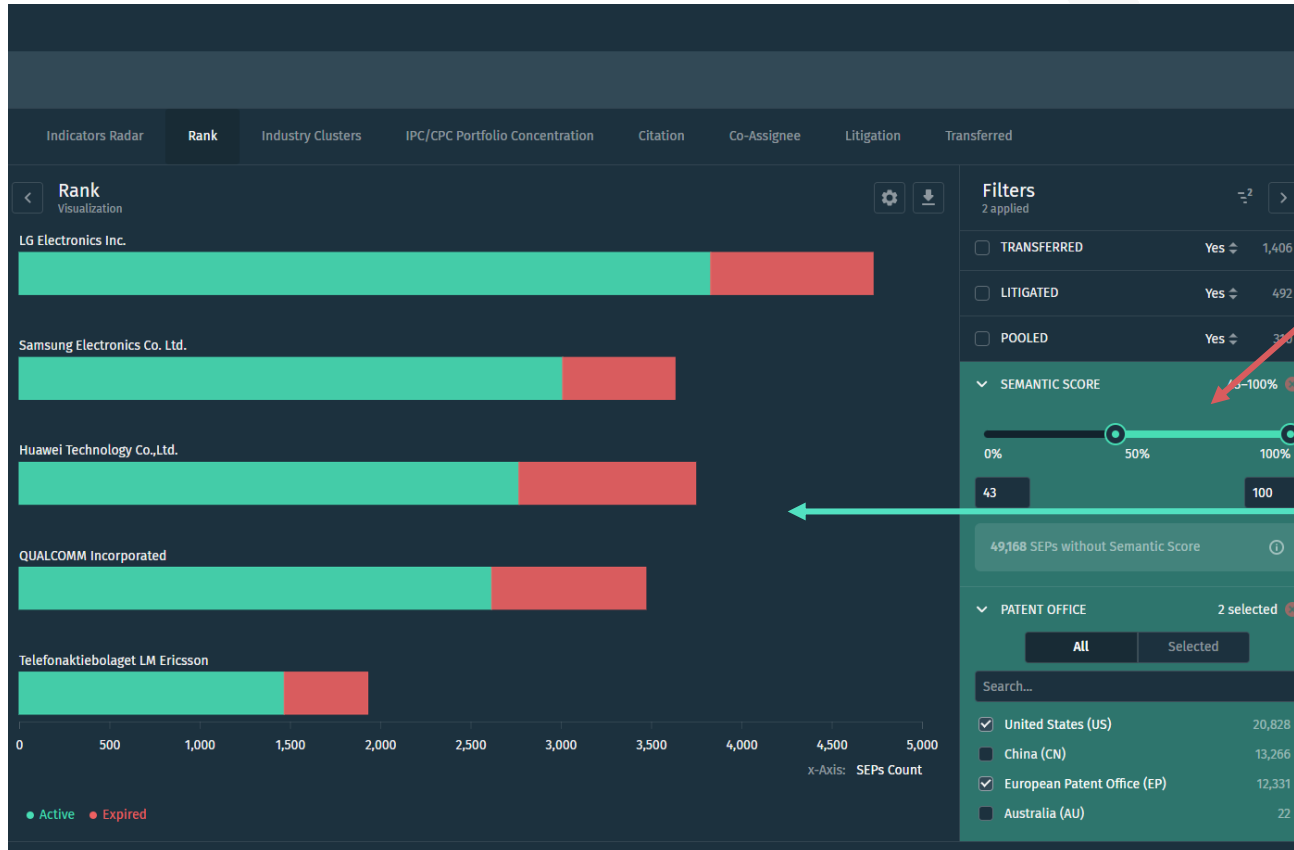 Indicators Radar Rank Industry Clusters IPC/CPC Portfolio Concentration Citation Co-Assignee Litigation Transferred
Rank
Visualization
LG Electronics Inc.
Samsung Electronics Co. Ltd.
Huawei Technology Co.,Ltd.
QUALCOMM Incorporated
Telefonaktiebolaget LM Ericsson
0 500 1,000 1,500 2,000 2,500 3,000 3,500 4,000 4,500 5,000
x-Axis: SEPs Count
Active Expired
Filters 2
2 applied
TRANSFERRED Yes 1,406
LITIGATED Yes 492
POOLED Yes
SEMANTIC SCORE
0% 50% 100%
43 100
49,168 SEPs without Semantic Score
PATENT OFFICE 2 selected
All Selected
Search...
United States (US) 20,828
China (CN) 13,266
European Patent Office (EP) 12,331
Australia (AU) 22